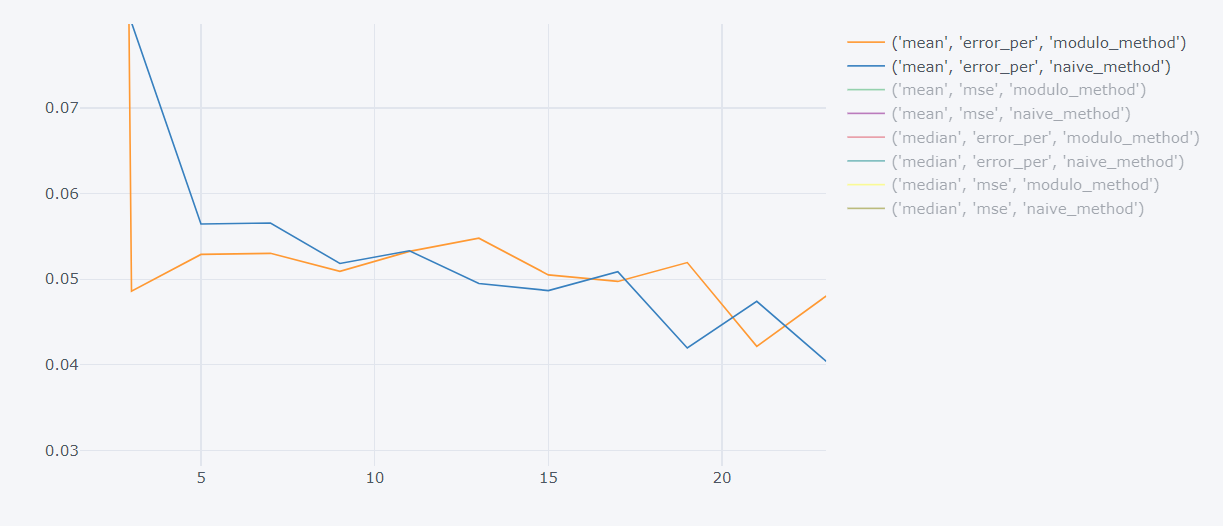 0.07
0.06
0.05
0.04
0.03
5
10
15
20
('mean', 'error_per', 'modulo_method')
('mean', 'error_per', 'naive_method')
('mean', 'mse', 'modulo_method')
('mean', 'mse', 'naive_method')
('median', 'error_per', 'modulo_method')
('median', 'error_per', 'naive_method')
('median', 'mse', 'modulo_method')
('median', 'mse', 'naive_method')